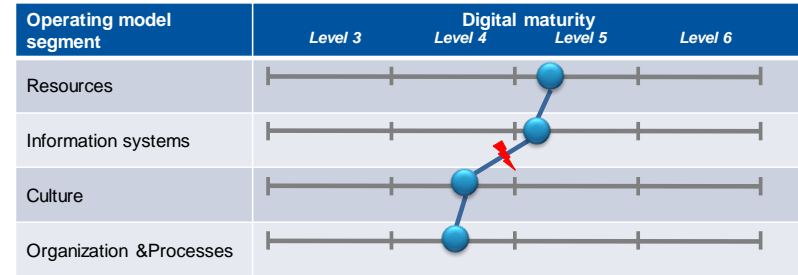 Operating model segment
Digital maturity
Level 3 Level 4 Level 5 Level 6
Resources
Information systems
Culture
Organization &Processes